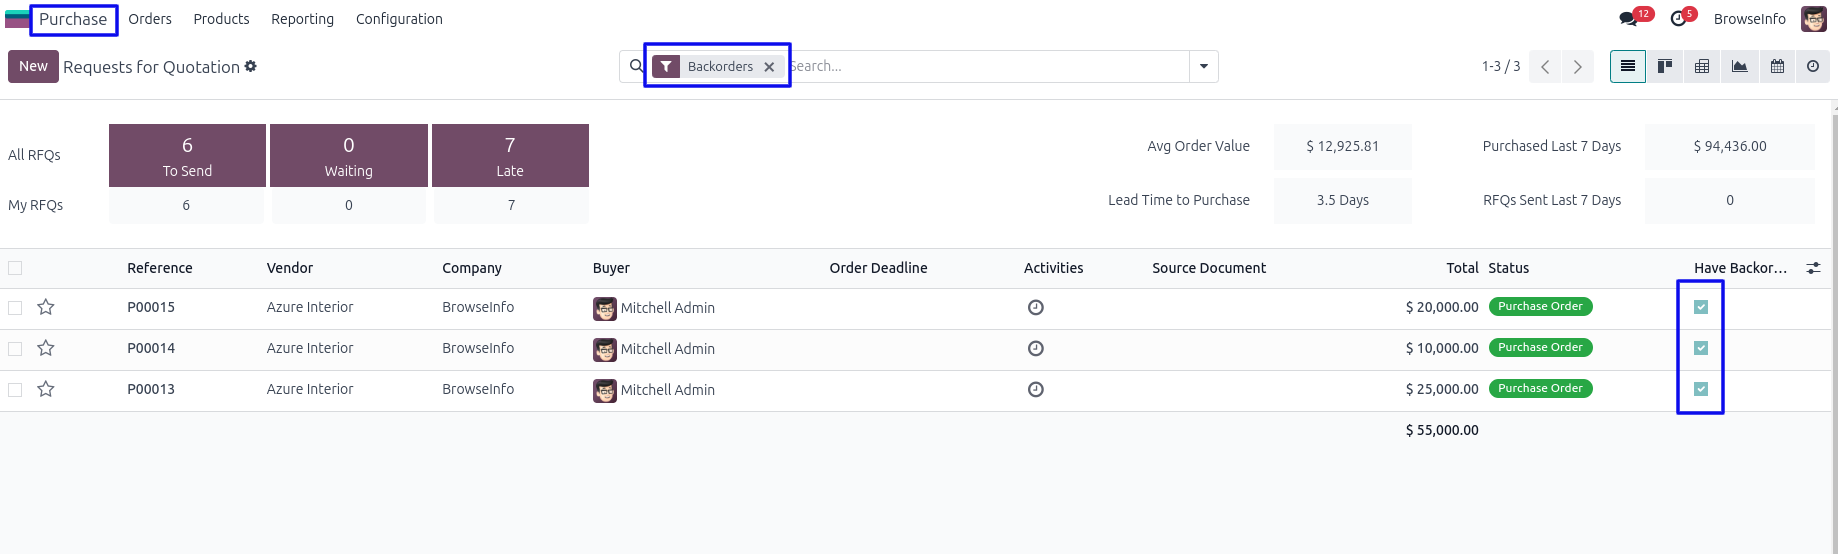 Purchase Orders Products Reporting Configuration 12 5 BrowseInfo
New Requests for Quotation Backorders Search... 1-3 / 3
6 0 7
All RFQs To Send Waiting Late
My RFQs 6 0 7
Avg Order Value $ 12,925.81 Purchased Last 7 Days $ 94,436.00
Lead Time to Purchase 3.5 Days RFQs Sent Last 7 Days 0
Reference Vendor Company Buyer Order Deadline Activities Source Document Total Status Have Backor...
P00015 Azure Interior BrowseInfo Mitchell Admin $ 20,000.00 Purchase Order
P00014 Azure Interior BrowseInfo Mitchell Admin $ 10,000.00 Purchase Order
P00013 Azure Interior BrowseInfo Mitchell Admin $ 25,000.00 Purchase Order
$ 55,000.00